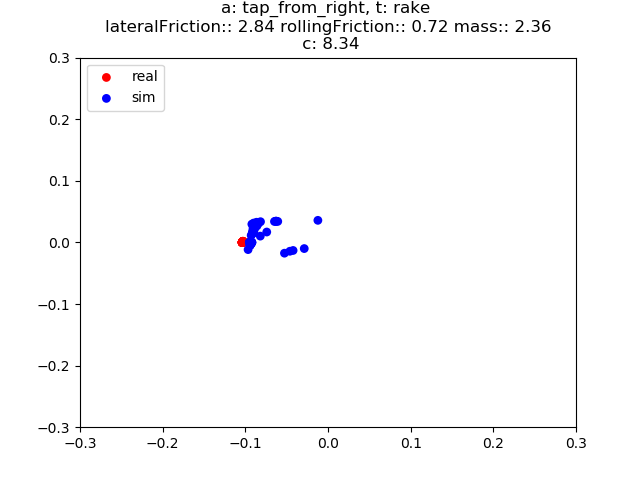 a: tap_from_right, t: rake
lateralFriction:: 2.84 rollingFriction:: 0.72 mass:: 2.36
c: 8.34
real
sim
0.3
0.2
0.1
0.0
−0.1
−0.2
−0.3
−0.3 −0.2 −0.1 0.0 0.1 0.2 0.3